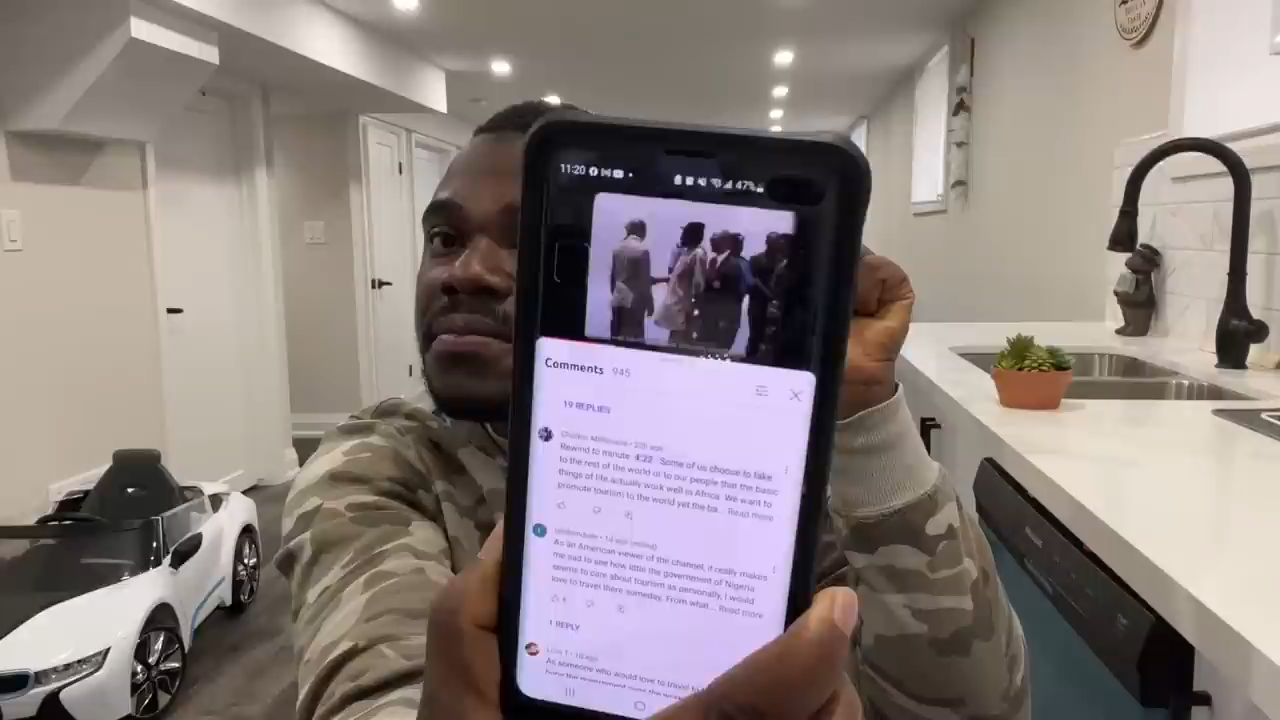 11:20
47%
Comments 945
19 REPLIES
Rewind to minute 4:22 Some of us choose to fake
to the rest of the world or to our people that the basic
things of life actually work well in Africa. We want to
promote tourism to the world yet the ba... Read more
As an American viewer of the channel, it really makes
me sad to see how little the government of Nigeria
seems to care about tourism as personally, I would
love to travel there someday. From what... Read more
1 REPLY
As someone who would love to travel to